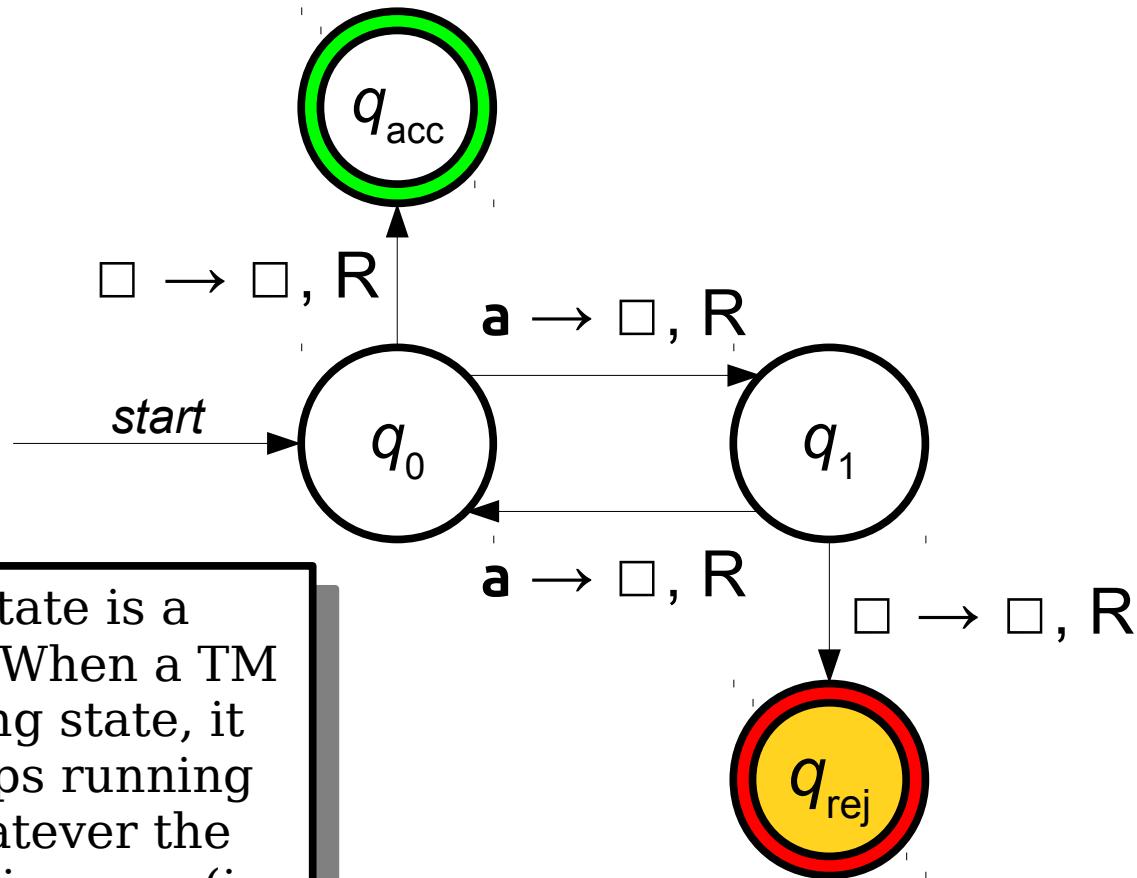 qacc
□ → □, R
a → □, R
start
q0
q1
a → □, R
□ → □, R
tate is a
When a TM
ng state, it
ps running
atever the
qrej